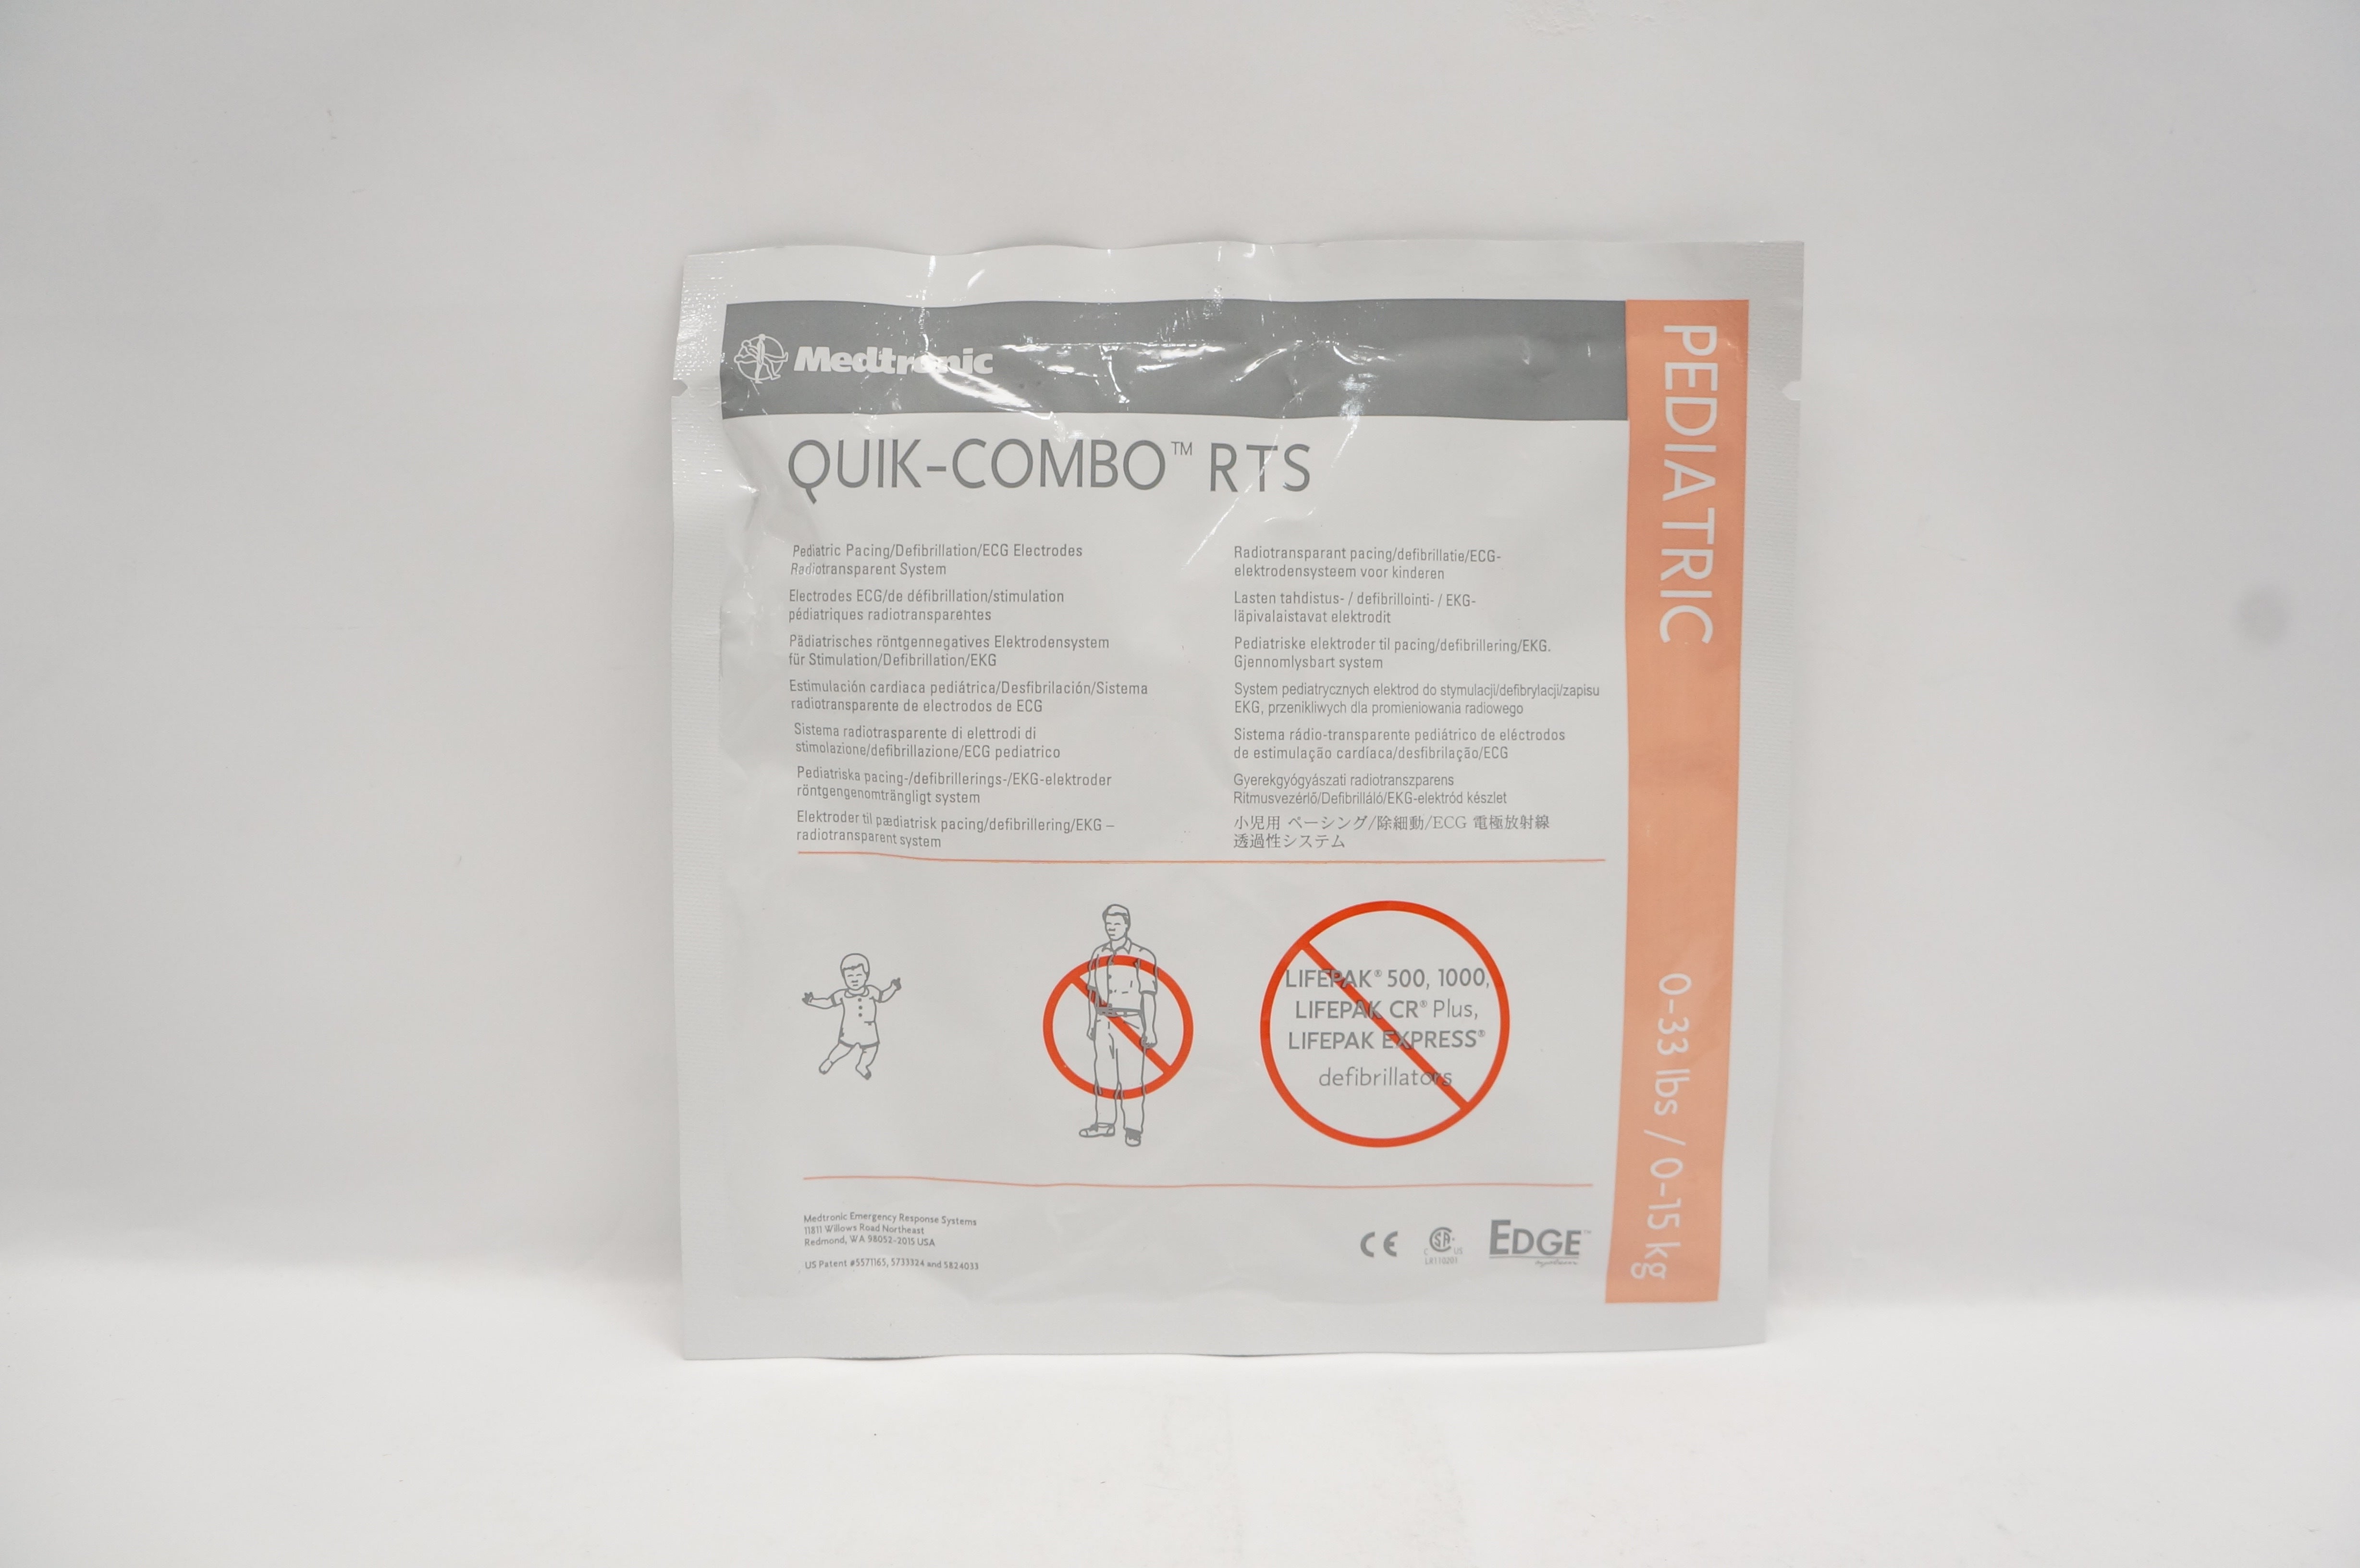 Medtronic
QUIK-COMBO™ RTS
Pediatric Pacing/Defibrillation/ECG Electrodes
Radiotransparent System
Electrodes ECG/de défibrillation/stimulation
pédiatriques radiotransparentes
Pädiatrisches röntgennegatives Elektrodensystem
für Stimulation/Defibrillation/EKG
Estimulación cardiaca pediátrica/Desfibrilación/Sistema
radiotransparente de electrodos de ECG
Sistema radiotrasparente di elettrodi di
stimolazione/defibrillazione/ECG pediatrico
Pediatriska pacing-/defibrillerings-/EKG-elektroder
röntgengenomträngligt system
Elektroder til pædiatrisk pacing/defibrillering/EKG –
radiotransparent system
Radiotransparant pacing/defibrillatie/ECG-
elektrodensysteem voor kinderen
Lasten tahdistus- / defibrillointi- / EKG-
läpivalaistavat elektrodit
Pediatriske elektroder til pacing/defibrillering/EKG.
Gjennomlysbart system
System pediatrycznych elektrod do stymulacji/defibrylacji/zapisu
EKG, przenikliwych dla promieniowania radiowego
Sistema rádio-transparente pediátrico de eléctrodos
de estimulação cardíaca/desfibrilação/ECG
Gyerekgyógyászati radiotranszparens
Ritmusvezérlő/Defibrilláló/EKG-elektród készlet
小児用 ペーシング/除細動/ECG 電極放射線
透過性システム
LIFEPAK® 500, 1000,
LIFEPAK CR® Plus,
LIFEPAK EXPRESS®
defibrillators
Medtronic Emergency Response Systems
11811 Willows Road Northeast
Redmond, WA 98052-2015 USA
US Patent #5571165, 5733324 and 5824033
CE
C SA US
LR110201
EDGE™
PEDIATRIC
0-33 lbs / 0-15 kg